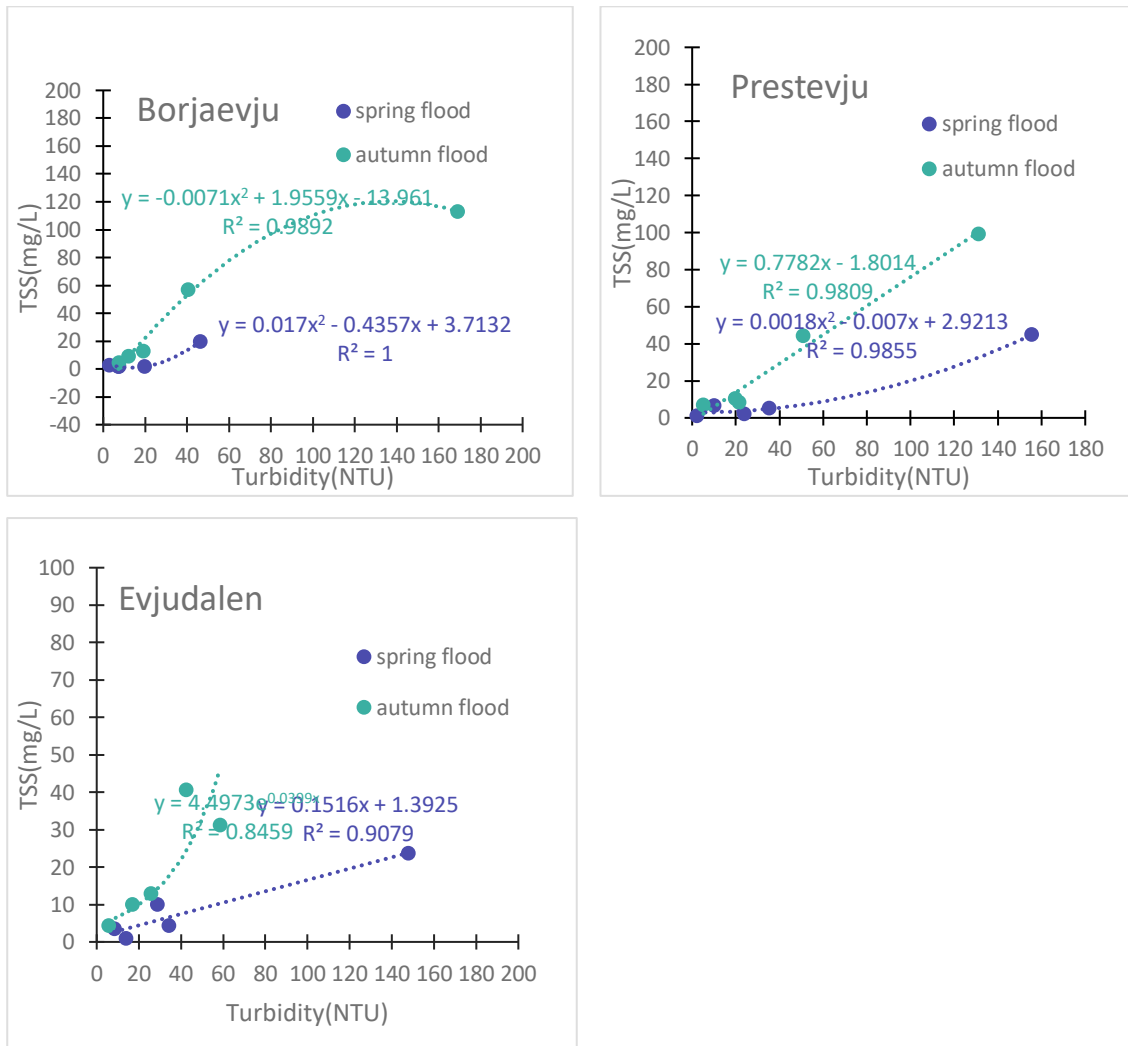 Borjaevju
spring flood
autumn flood
y = -0.0071x² + 1.9559x - 13.961
R² = 0.9892
y = 0.017x² - 0.4357x + 3.7132
R² = 1
TSS(mg/L)
200
180
160
140
120
100
80
60
40
20
0
-20
-40
0 20 40 60 80 100 120 140 160 180 200
Turbidity(NTU)
Prestevju
spring flood
autumn flood
y = 0.7782x - 1.8014
R² = 0.9809
y = 0.0018x² - 0.007x + 2.9213
R² = 0.9855
TSS(mg/L)
200
180
160
140
120
100
80
60
40
20
0
0 20 40 60 80 100 120 140 160 180
Turbidity(NTU)
Evjudalen
spring flood
autumn flood
y = 4.4973e^0.0399x
R² = 0.8459
y = 0.1516x + 1.3925
R² = 0.9079
TSS(mg/L)
100
90
80
70
60
50
40
30
20
10
0
0 20 40 60 80 100 120 140 160 180 200
Turbidity(NTU)